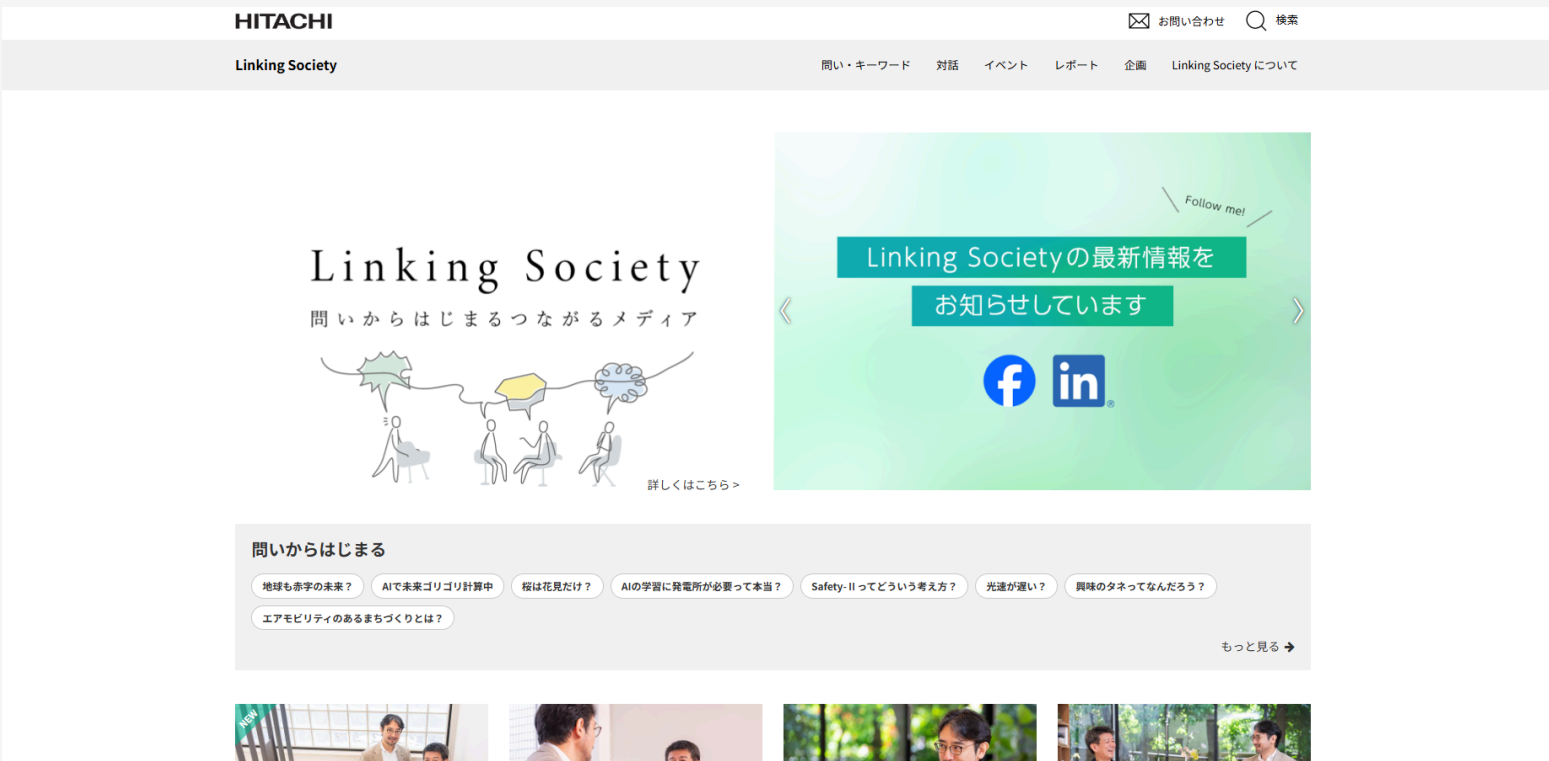 HITACHI
お問い合わせ
検索
Linking Society
問い・キーワード
対話
イベント
レポート
企画
Linking Society について
Linking Society
問いからはじまるつながるメディア
詳しくはこちら >
Follow me!
Linking Societyの最新情報を
お知らせしています
f
in
®
問いからはじまる
地球も赤字の未来？
AIで未来ゴリゴリ計算中
桜は花見だけ？
AIの学習に発電所が必要って本当？
Safety-Ⅱってどういう考え方？
光速が遅い？
興味のタネってなんだろう？
エアモビリティのあるまちづくりとは？
もっと見る
NEW